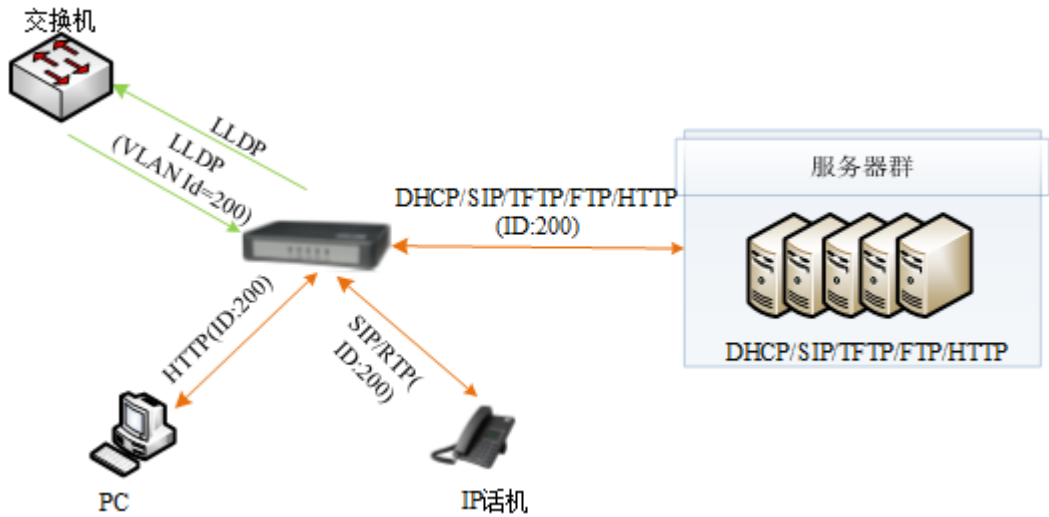 交换机
LLDP
LLDP
(VLAN Id=200)
服务器群
DHCP/SIP/TFTP/FTP/HTTP
(ID:200)
HTTP(ID:200)
SIP/RTP(
ID:200)
DHCP/SIP/TFTP/FTP/HTTP
PC
IP话机